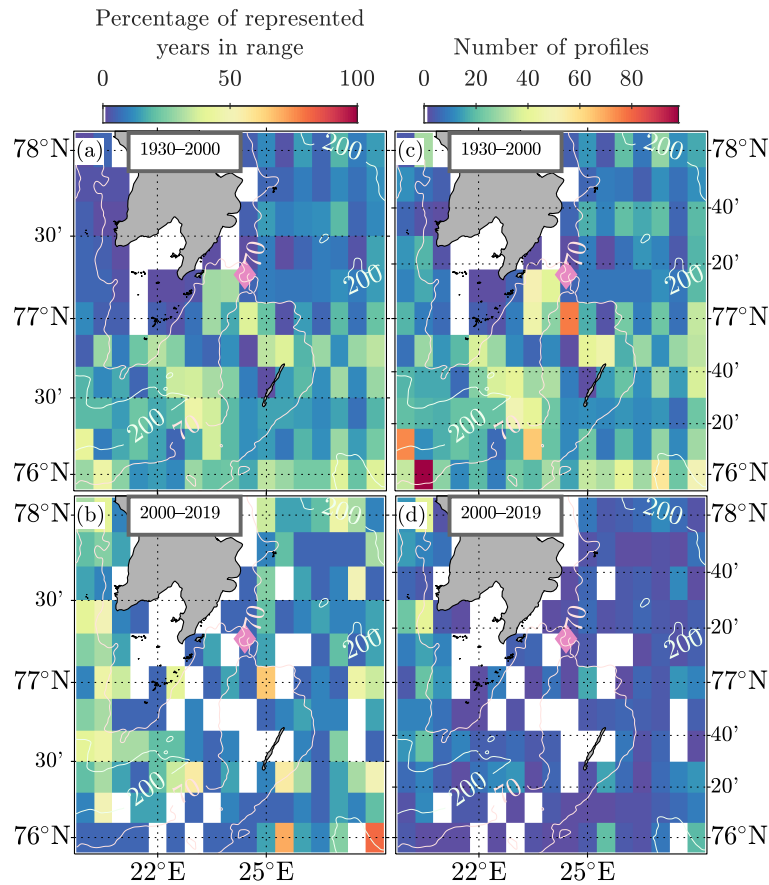 Percentage of represented
years in range
Number of profiles
0 50 100
0 20 40 60 80
(a) 1930–2000 200
(c) 1930–2000 200
78°N
78°N
40'
30'
70
200
70
200
20'
77°N
77°N
40'
30'
200 70
200 70
20'
76°N
76°N
(b) 2000–2019 200
(d) 2000–2019 200
78°N
78°N
40'
30'
70
200
70
200
20'
77°N
77°N
40'
30'
200 70
200 70
20'
76°N
76°N
22°E 25°E
22°E 25°E